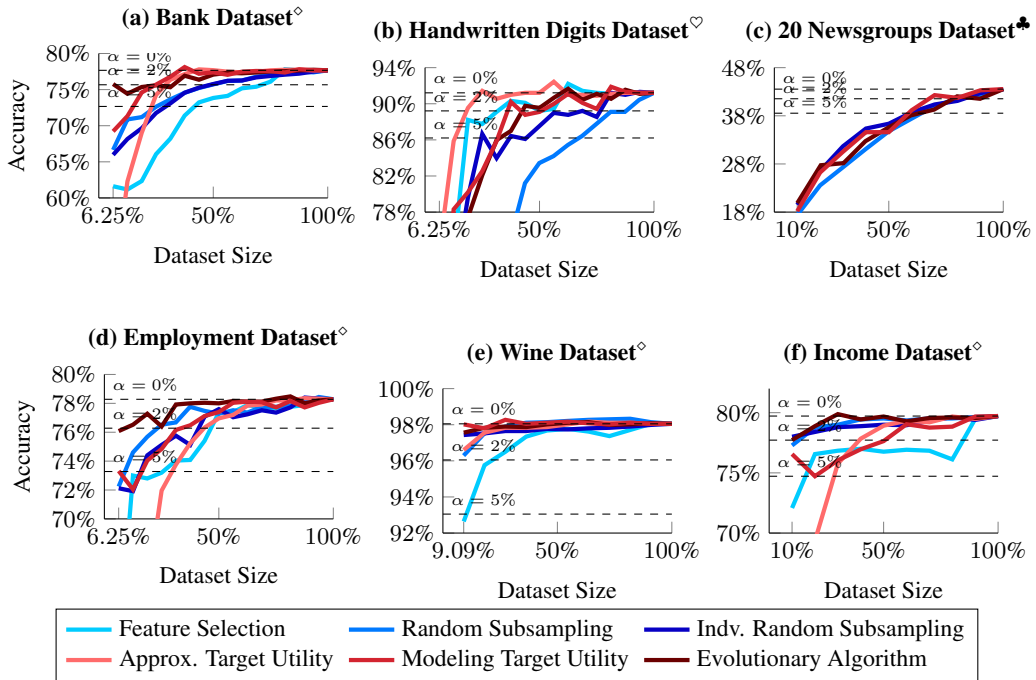 (a) Bank Dataset◇
80%
75%
70%
65%
60%
α = 0%
α = 2%
α = 5%
6.25% 50% 100%
Accuracy
Dataset Size
(b) Handwritten Digits Dataset♡
94%
90%
86%
82%
78%
α = 0%
α = 2%
α = 5%
6.25% 50% 100%
Dataset Size
(c) 20 Newsgroups Dataset♣
48%
38%
28%
18%
α = 0%
α = 2%
α = 5%
10% 50% 100%
Dataset Size
(d) Employment Dataset◇
80%
78%
76%
74%
72%
70%
α = 0%
α = 2%
α = 5%
6.25% 50% 100%
Accuracy
Dataset Size
(e) Wine Dataset◇
100%
98%
96%
94%
92%
α = 0%
α = 2%
α = 5%
9.09% 50% 100%
Dataset Size
(f) Income Dataset◇
80%
75%
70%
α = 0%
α = 2%
α = 5%
10% 50% 100%
Dataset Size
Feature Selection Random Subsampling Indv. Random Subsampling
Approx. Target Utility Modeling Target Utility Evolutionary Algorithm